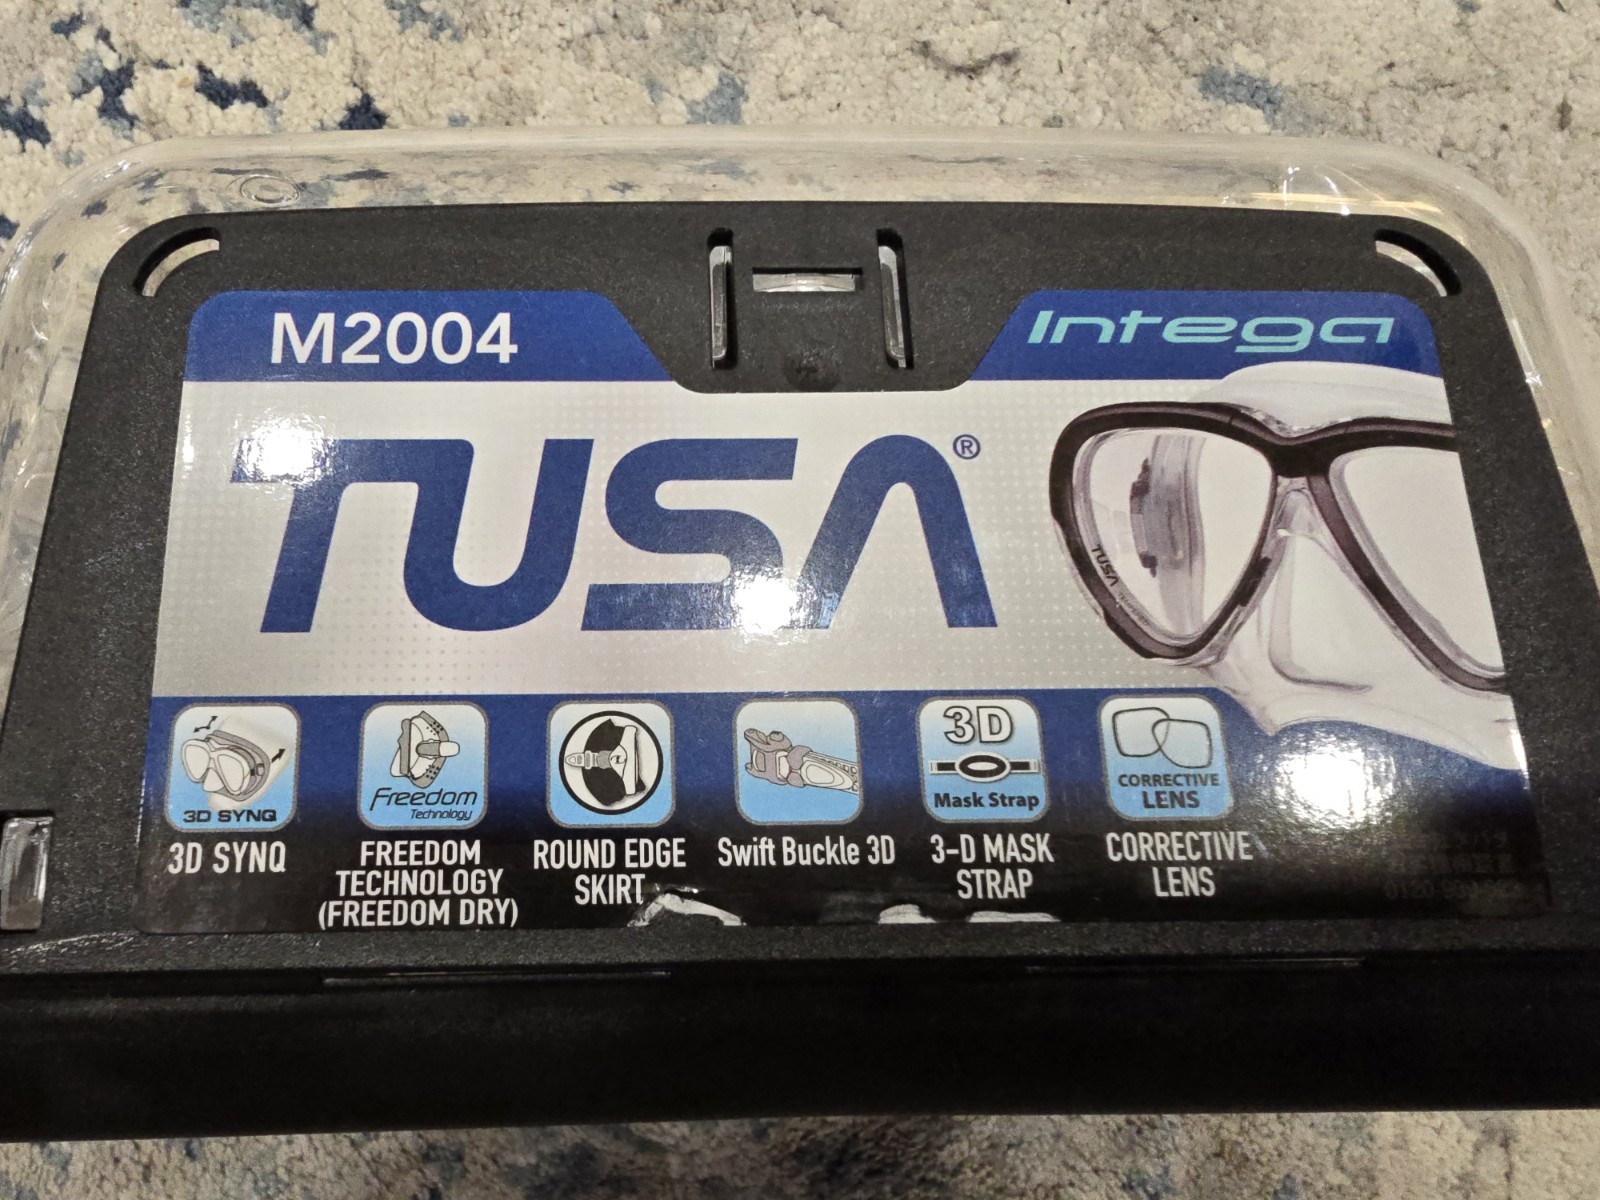 M2004
Intega
TUSA®
TUSA
3D SYNQ
Freedom
Technology
3D
Mask Strap
CORRECTIVE
LENS
3D SYNQ
FREEDOM
TECHNOLOGY
(FREEDOM DRY)
ROUND EDGE
SKIRT
Swift Buckle 3D
3-D MASK
STRAP
CORRECTIVE
LENS